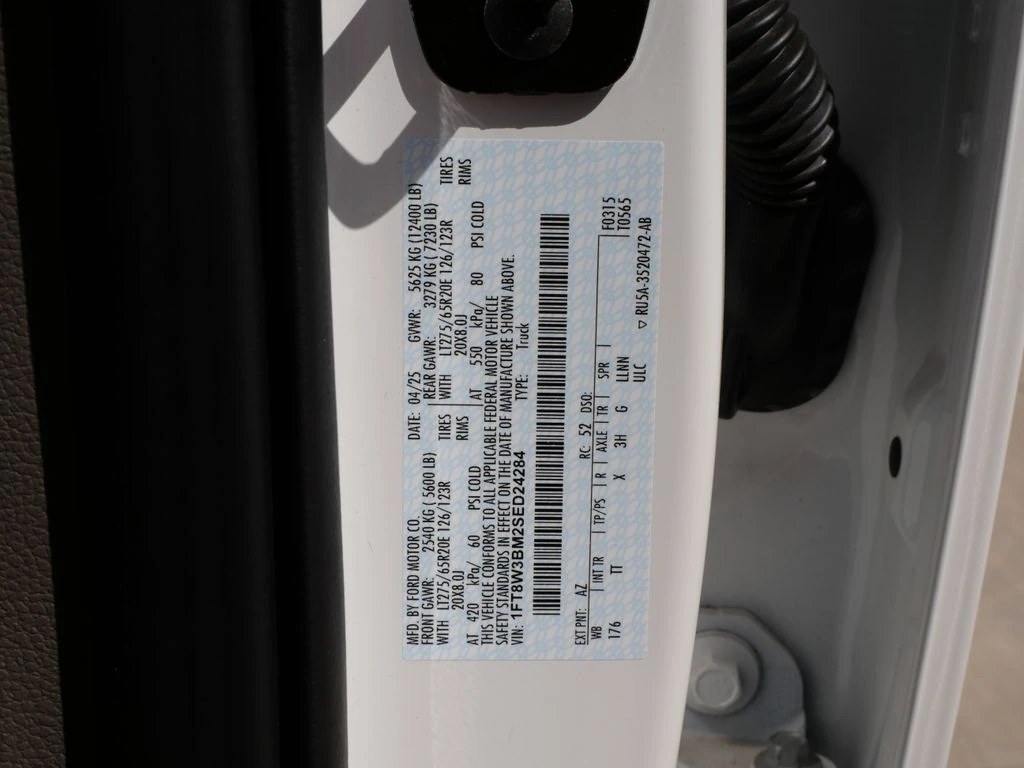 MFD. BY FORD MOTOR CO. DATE: 04/25 GVWR: 5625 KG (12400 LB)
FRONT GAWR: 2540 KG ( 5600 LB) REAR GAWR: 3279 KG ( 7230 LB)
WITH LT275/65R20E 126/123R TIRES WITH LT275/65R20E 126/123R TIRES
20X8.0J RIMS 20X8.0J RIMS
AT 420 kPa/ 60 PSI COLD AT 550 kPa/ 80 PSI COLD
THIS VEHICLE CONFORMS TO ALL APPLICABLE FEDERAL MOTOR VEHICLE
SAFETY STANDARDS IN EFFECT ON THE DATE OF MANUFACTURE SHOWN ABOVE.
VIN: 1FT8W3BM2SED24284 TYPE: Truck
EXT PNT: AZ RC: 52 DSO: F0315
WB INT TR TP/PS R AXLE TR SPR T0565
176 TT X 3H G LLNN
ULC ▽ RU5A-3520472-AB